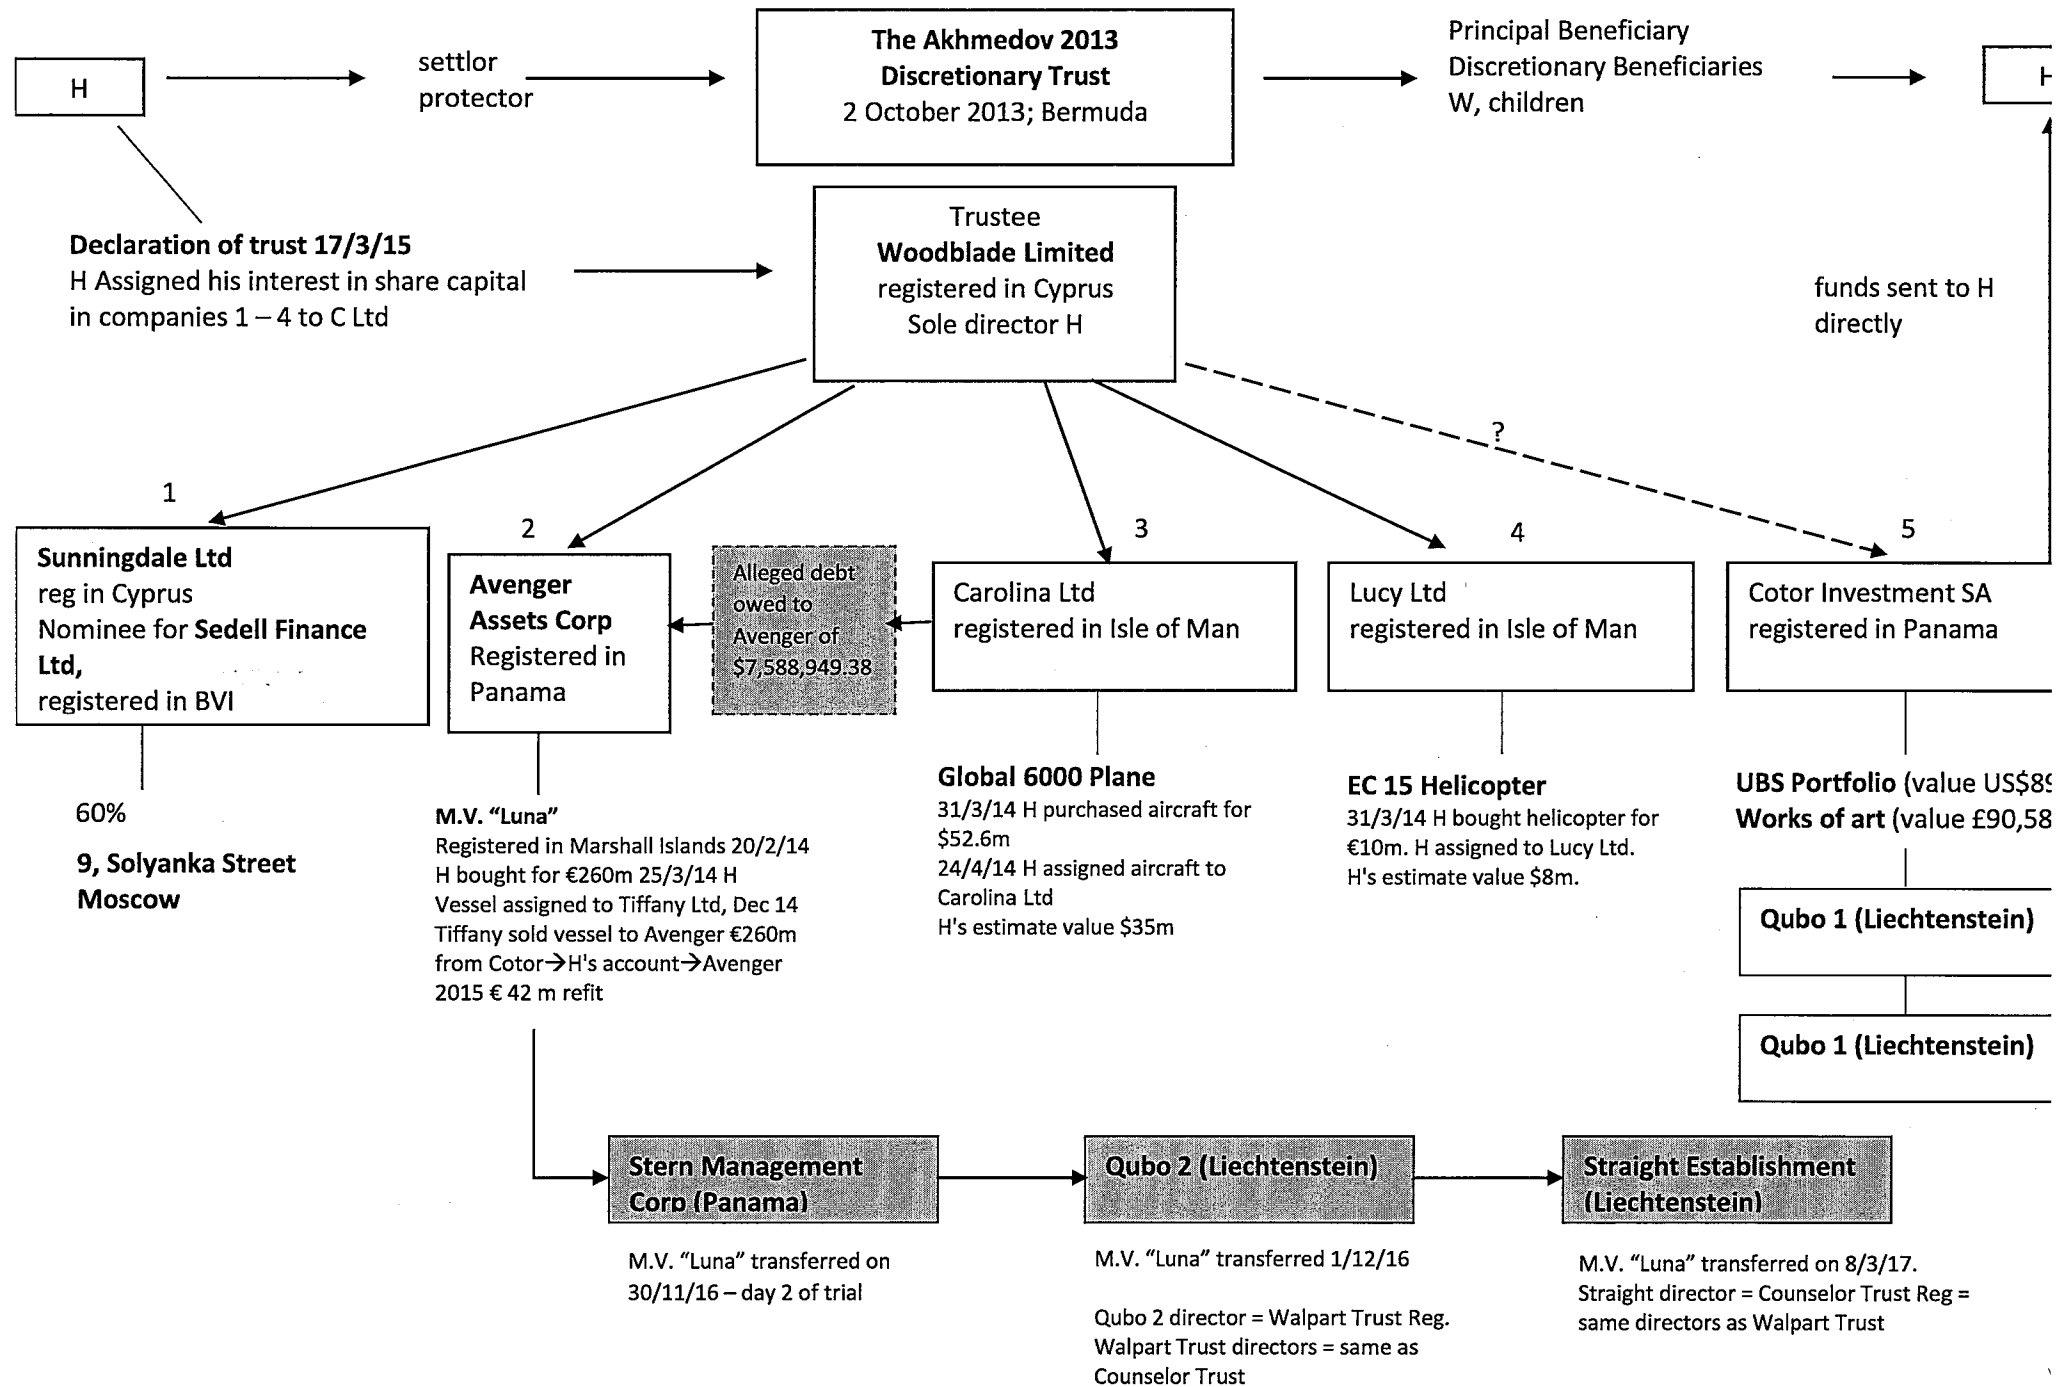 H
settlor
protector
The Akhmedov 2013
Discretionary Trust
2 October 2013; Bermuda
Principal Beneficiary
Discretionary Beneficiaries
W, children
H
Declaration of trust 17/3/15
H Assigned his interest in share capital
in companies 1 – 4 to C Ltd
Trustee
Woodblade Limited
registered in Cyprus
Sole director H
funds sent to H
directly
?
1
2
3
4
5
Sunningdale Ltd
reg in Cyprus
Nominee for Sedell Finance
Ltd,
registered in BVI
Avenger
Assets Corp
Registered in
Panama
Alleged debt
owed to
Avenger of
$7,588,949.38
Carolina Ltd
registered in Isle of Man
Lucy Ltd
registered in Isle of Man
Cotor Investment SA
registered in Panama
60%
9, Solyanka Street
Moscow
M.V. “Luna”
Registered in Marshall Islands 20/2/14
H bought for €260m 25/3/14 H
Vessel assigned to Tiffany Ltd, Dec 14
Tiffany sold vessel to Avenger €260m
from Cotor→H's account→Avenger
2015 € 42 m refit
Global 6000 Plane
31/3/14 H purchased aircraft for
$52.6m
24/4/14 H assigned aircraft to
Carolina Ltd
H's estimate value $35m
EC 15 Helicopter
31/3/14 H bought helicopter for
€10m. H assigned to Lucy Ltd.
H's estimate value $8m.
UBS Portfolio (value US$89
Works of art (value £90,58
Qubo 1 (Liechtenstein)
Qubo 1 (Liechtenstein)
Stern Management
Corp (Panama)
Qubo 2 (Liechtenstein)
Straight Establishment
(Liechtenstein)
M.V. “Luna” transferred on
30/11/16 – day 2 of trial
M.V. “Luna” transferred 1/12/16
Qubo 2 director = Walpart Trust Reg.
Walpart Trust directors = same as
Counselor Trust
M.V. “Luna” transferred on 8/3/17.
Straight director = Counselor Trust Reg =
same directors as Walpart Trust